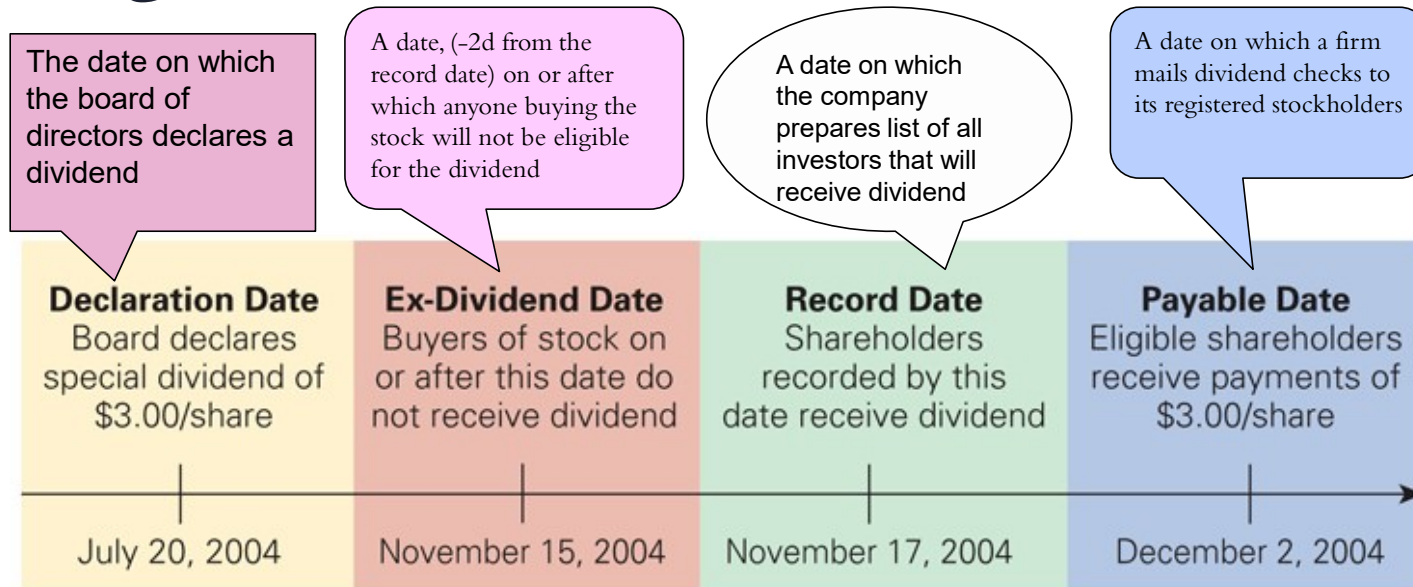 The date on which
the board of
directors declares a
dividend
A date, (-2d from the
record date) on or after
which anyone buying the
stock will not be eligible
for the dividend
A date on which
the company
prepares list of all
investors that will
receive dividend
A date on which a firm
mails dividend checks to
its registered stockholders
Declaration Date
Board declares
special dividend of
$3.00/share
Ex-Dividend Date
Buyers of stock on
or after this date do
not receive dividend
Record Date
Shareholders
recorded by this
date receive dividend
Payable Date
Eligible shareholders
receive payments of
$3.00/share
July 20, 2004
November 15, 2004
November 17, 2004
December 2, 2004